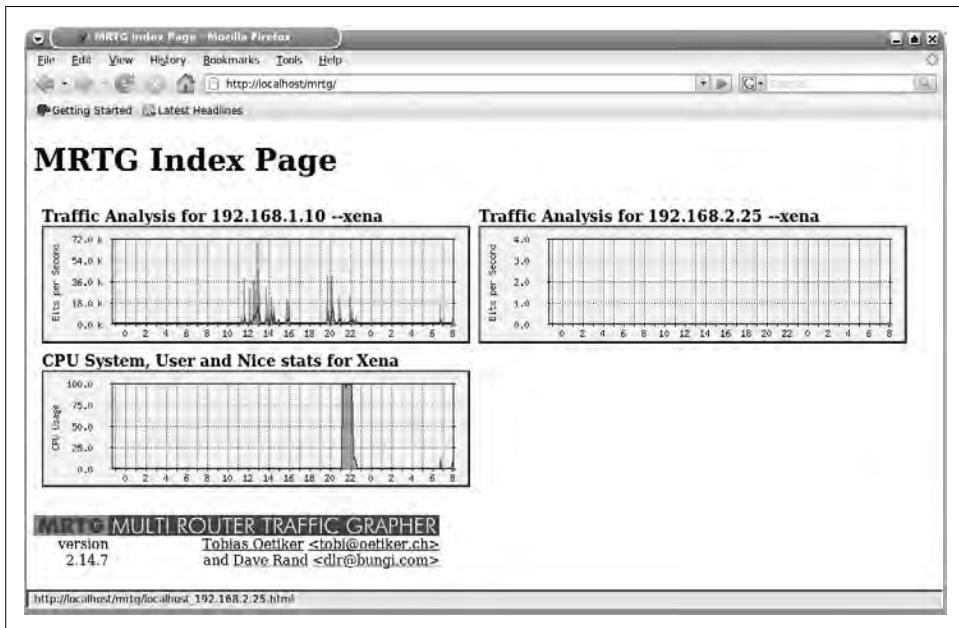 MRTG Index Page - Mozilla Firefox
File Edit View History Bookmarks Tools Help
http://localhost/mrtg/
G
Getting Started Latest Headlines
MRTG Index Page
Traffic Analysis for 192.168.1.10 --xena
Traffic Analysis for 192.168.2.25 --xena
Bits per Second
72.0 k
54.0 k
36.0 k
18.0 k
0.0 k
0 2 4 6 8 10 12 14 16 18 20 22 0 2 4 6 8
Bits per Second
4.0
3.0
2.0
1.0
0.0
0 2 4 6 8 10 12 14 16 18 20 22 0 2 4 6 8
CPU System, User and Nice stats for Xena
CPU Usage
100.0
75.0
50.0
25.0
0.0
0 2 4 6 8 10 12 14 16 18 20 22 0 2 4 6 8
MRTG MULTI ROUTER TRAFFIC GRAPHER
version Tobias Oetiker <tobi@oetiker.ch>
2.14.7 and Dave Rand <dlr@bungi.com>
http://localhost/mrtg/localhost_192.168.2.25.html